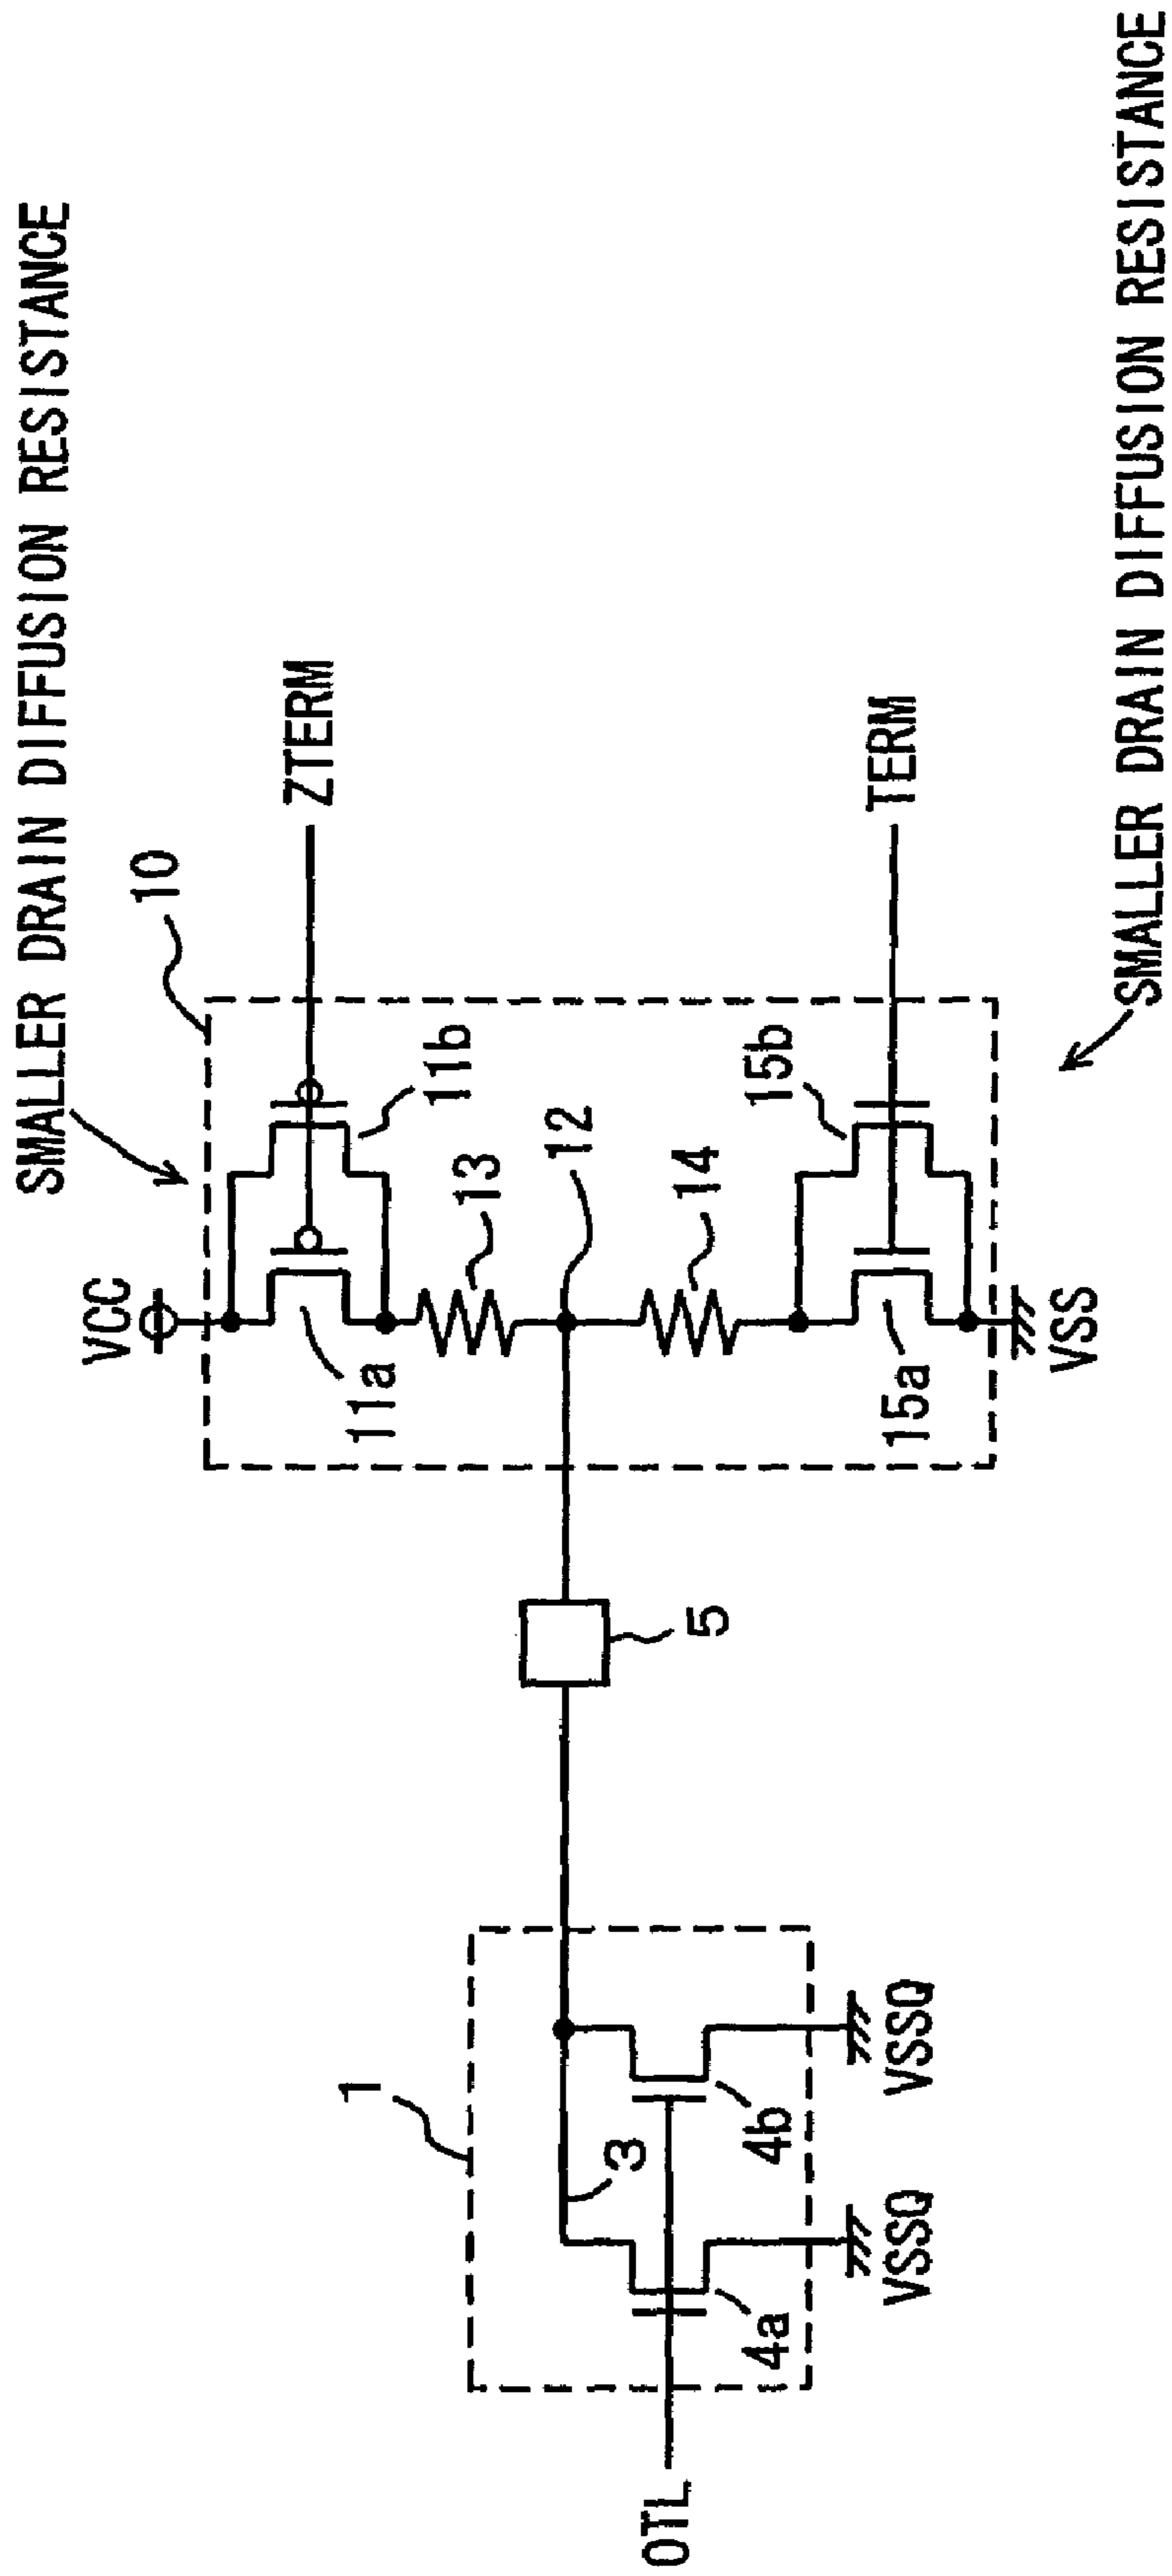 SMALLER DRAIN DIFFUSION RESISTANCE
VCC
10
11a
11b
ZTERM
13
1
5
12
3
14
OTL
4a
4b
15a
15b
TERM
VSSQ
VSSQ
VSS
SMALLER DRAIN DIFFUSION RESISTANCE